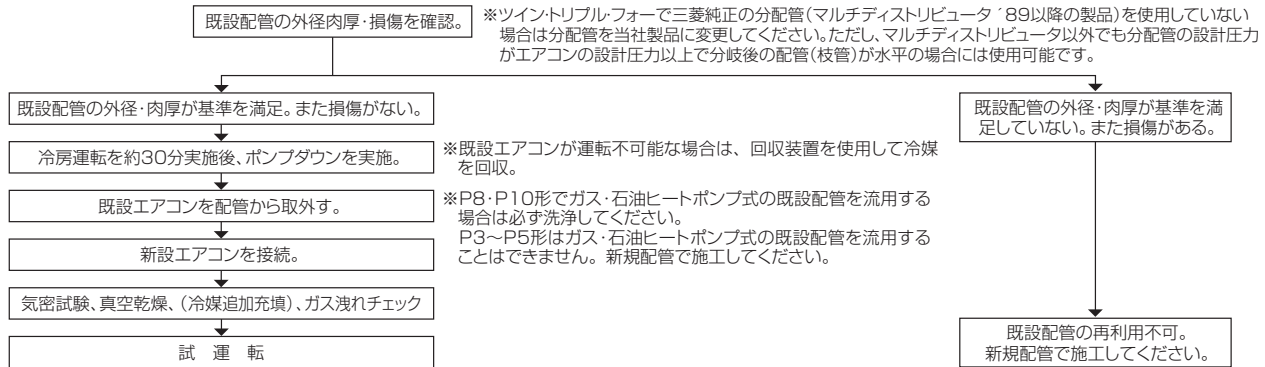 既設配管の外径肉厚・損傷を確認。
※ツイン・トリプル・フォーで三菱純正の分配管(マルチディストリビュータ ´89以降の製品)を使用していない
場合は分配管を当社製品に変更してください。ただし、マルチディストリビュータ以外でも分配管の設計圧力
がエアコンの設計圧力以上で分岐後の配管(枝管)が水平の場合には使用可能です。
既設配管の外径・肉厚が基準を満足。また損傷がない。
冷房運転を約30分実施後、ポンプダウンを実施。
※既設エアコンが運転不可能な場合は、回収装置を使用して冷媒
を回収。
既設エアコンを配管から取外す。
※P8・P10形でガス・石油ヒートポンプ式の既設配管を流用する
場合は必ず洗浄してください。
P3〜P5形はガス・石油ヒートポンプ式の既設配管を流用する
ことはできません。新規配管で施工してください。
新設エアコンを接続。
気密試験、真空乾燥、(冷媒追加充填)、ガス洩れチェック
試 運 転
既設配管の外径・肉厚が基準を満
足していない。また損傷がある。
既設配管の再利用不可。
新規配管で施工してください。